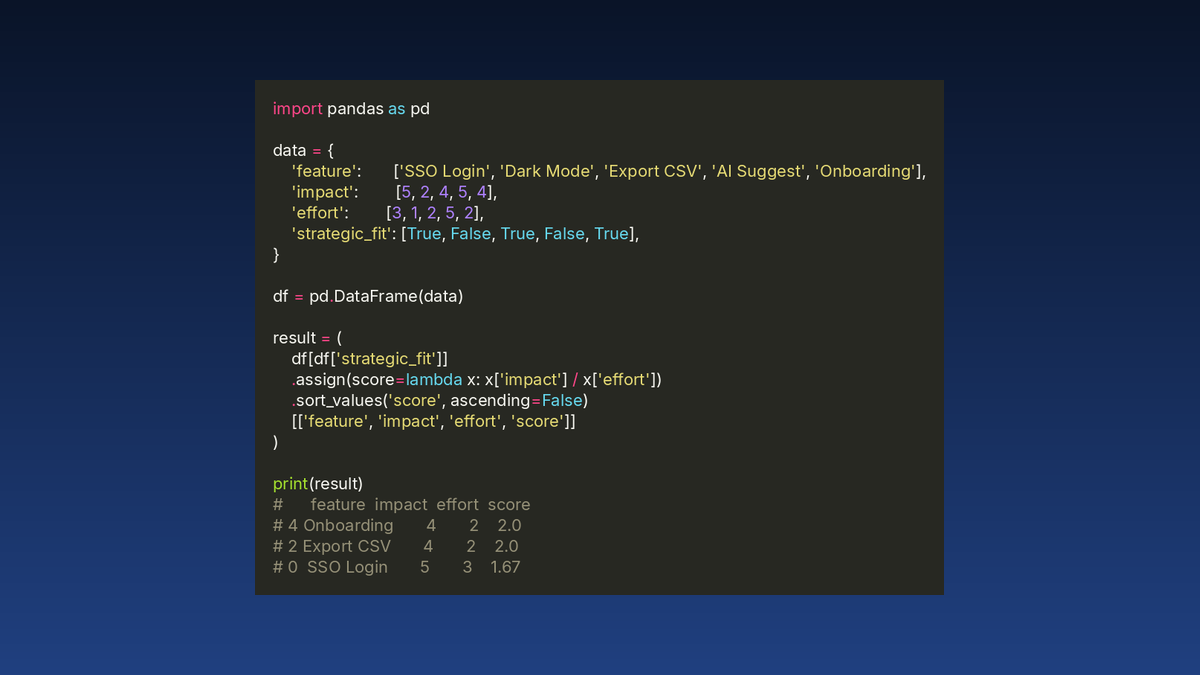 import pandas as pd
data = {
    'feature':       ['SSO Login', 'Dark Mode', 'Export CSV', 'AI Suggest', 'Onboarding'],
    'impact':        [5, 2, 4, 5, 4],
    'effort':        [3, 1, 2, 5, 2],
    'strategic_fit': [True, False, True, False, True],
}
df = pd.DataFrame(data)
result = (
    df[df['strategic_fit']]
    .assign(score=lambda x: x['impact'] / x['effort'])
    .sort_values('score', ascending=False)
    [['feature', 'impact', 'effort', 'score']]
)
print(result)
#      feature  impact  effort  score
# 4 Onboarding       4       2    2.0
# 2 Export CSV       4       2    2.0
# 0  SSO Login       5       3    1.67